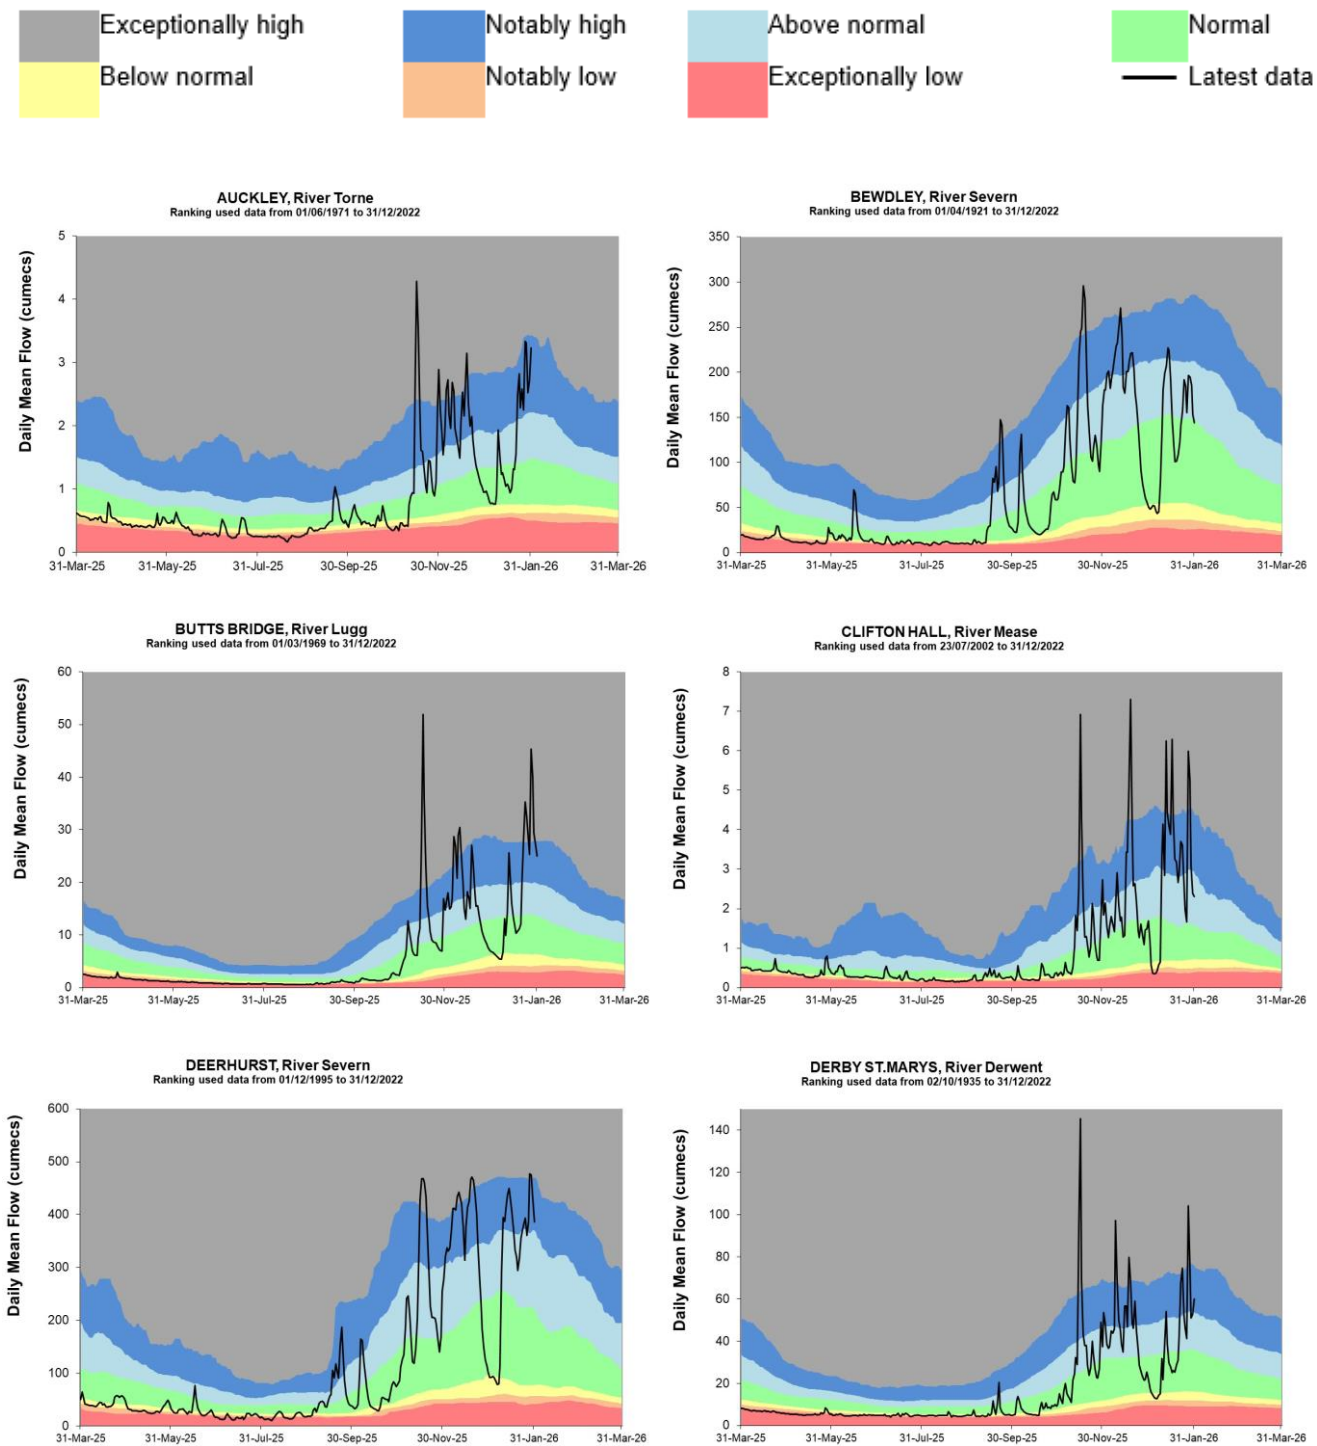 Exceptionally high Notably high Above normal Normal
Below normal Notably low Exceptionally low Latest data
AUCKLEY, River Torne
Ranking used data from 01/06/1971 to 31/12/2022
Daily Mean Flow (cumecs)
5
4
3
2
1
0
31-Mar-25 31-May-25 31-Jul-25 30-Sep-25 30-Nov-25 31-Jan-26 31-Mar-26
BEWDLEY, River Severn
Ranking used data from 01/04/1921 to 31/12/2022
Daily Mean Flow (cumecs)
350
300
250
200
150
100
50
0
31-Mar-25 31-May-25 31-Jul-25 30-Sep-25 30-Nov-25 31-Jan-26 31-Mar-26
BUTTS BRIDGE, River Lugg
Ranking used data from 01/03/1969 to 31/12/2022
Daily Mean Flow (cumecs)
60
50
40
30
20
10
0
31-Mar-25 31-May-25 31-Jul-25 30-Sep-25 30-Nov-25 31-Jan-26 31-Mar-26
CLIFTON HALL, River Mease
Ranking used data from 23/07/2002 to 31/12/2022
Daily Mean Flow (cumecs)
8
7
6
5
4
3
2
1
0
31-Mar-25 31-May-25 31-Jul-25 30-Sep-25 30-Nov-25 31-Jan-26 31-Mar-26
DEERHURST, River Severn
Ranking used data from 01/12/1995 to 31/12/2022
Daily Mean Flow (cumecs)
600
500
400
300
200
100
0
31-Mar-25 31-May-25 31-Jul-25 30-Sep-25 30-Nov-25 31-Jan-26 31-Mar-26
DERBY ST.MARYS, River Derwent
Ranking used data from 02/10/1935 to 31/12/2022
Daily Mean Flow (cumecs)
140
120
100
80
60
40
20
0
31-Mar-25 31-May-25 31-Jul-25 30-Sep-25 30-Nov-25 31-Jan-26 31-Mar-26